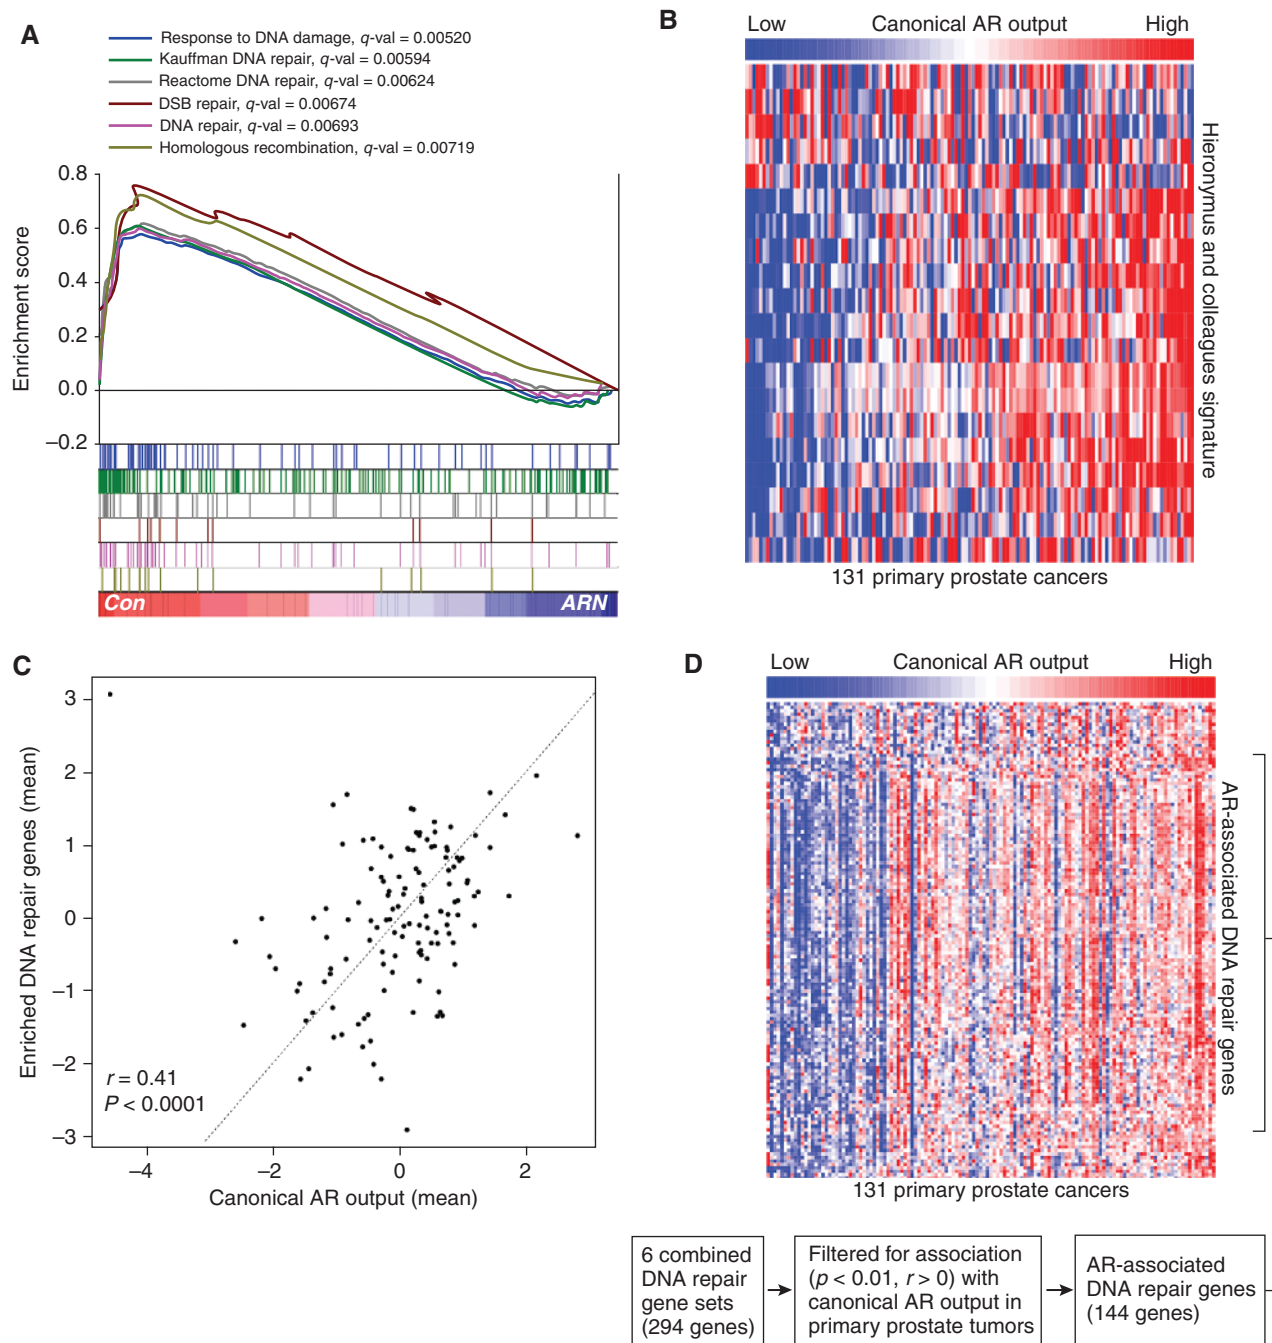 A
Response to DNA damage, q-val = 0.00520
Kauffman DNA repair, q-val = 0.00594
Reactome DNA repair, q-val = 0.00624
DSB repair, q-val = 0.00674
DNA repair, q-val = 0.00693
Homologous recombination, q-val = 0.00719
Enrichment score
0.8
0.6
0.4
0.2
0.0
–0.2
Con
ARN
B
Low
Canonical AR output
High
Hieronymus and colleagues signature
131 primary prostate cancers
C
Enriched DNA repair genes (mean)
3
2
1
0
–1
–2
–3
r = 0.41
P < 0.0001
–4
–2
0
2
Canonical AR output (mean)
D
Low
Canonical AR output
High
AR-associated DNA repair genes
131 primary prostate cancers
6 combined
DNA repair
gene sets
(294 genes)
Filtered for association
(p < 0.01, r > 0) with
canonical AR output in
primary prostate tumors
AR-associated
DNA repair genes
(144 genes)